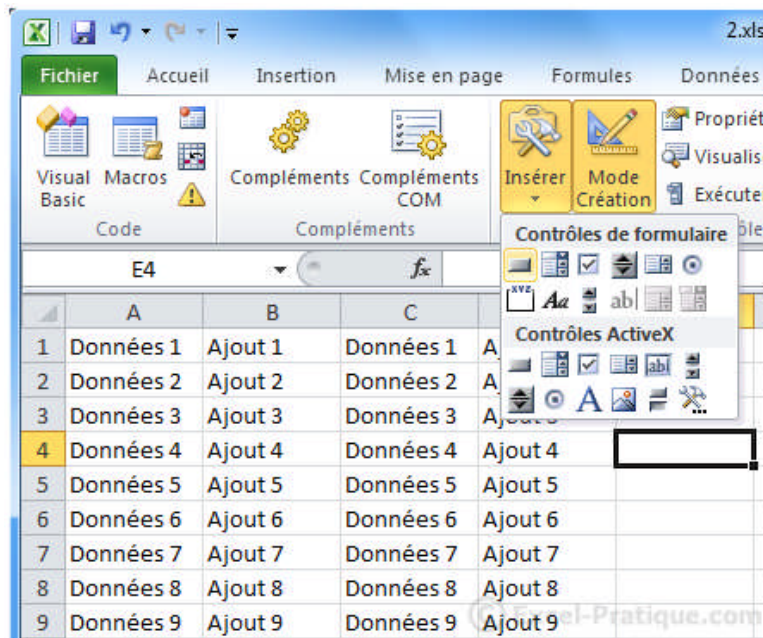 2.xls
Fichier Accueil Insertion Mise en page Formules Données
Visual Basic
Macros
Compléments
Compléments COM
Insérer
Mode Création
Propriét
Visualis
Exécute
Code
Compléments
ôle
Contrôles de formulaire
XYZ
Aa
ab|
Contrôles ActiveX
abl
A
E4
fx
A B C
1 Données 1 Ajout 1 Données 1 A
2 Données 2 Ajout 2 Données 2 A
3 Données 3 Ajout 3 Données 3
4 Données 4 Ajout 4 Données 4 Ajout 4
5 Données 5 Ajout 5 Données 5 Ajout 5
6 Données 6 Ajout 6 Données 6 Ajout 6
7 Données 7 Ajout 7 Données 7 Ajout 7
8 Données 8 Ajout 8 Données 8 Ajout 8
9 Données 9 Ajout 9 Données 9 Ajout 9
© Excel-Pratique.com